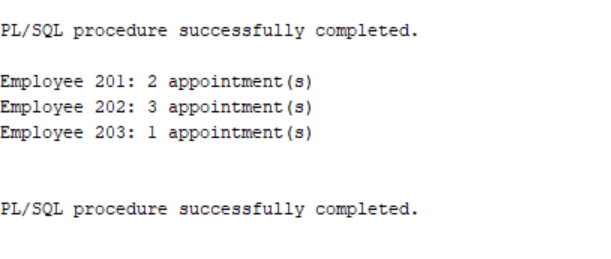 PL/SQL procedure successfully completed.
Employee 201: 2 appointment(s)
Employee 202: 3 appointment(s)
Employee 203: 1 appointment(s)
PL/SQL procedure successfully completed.